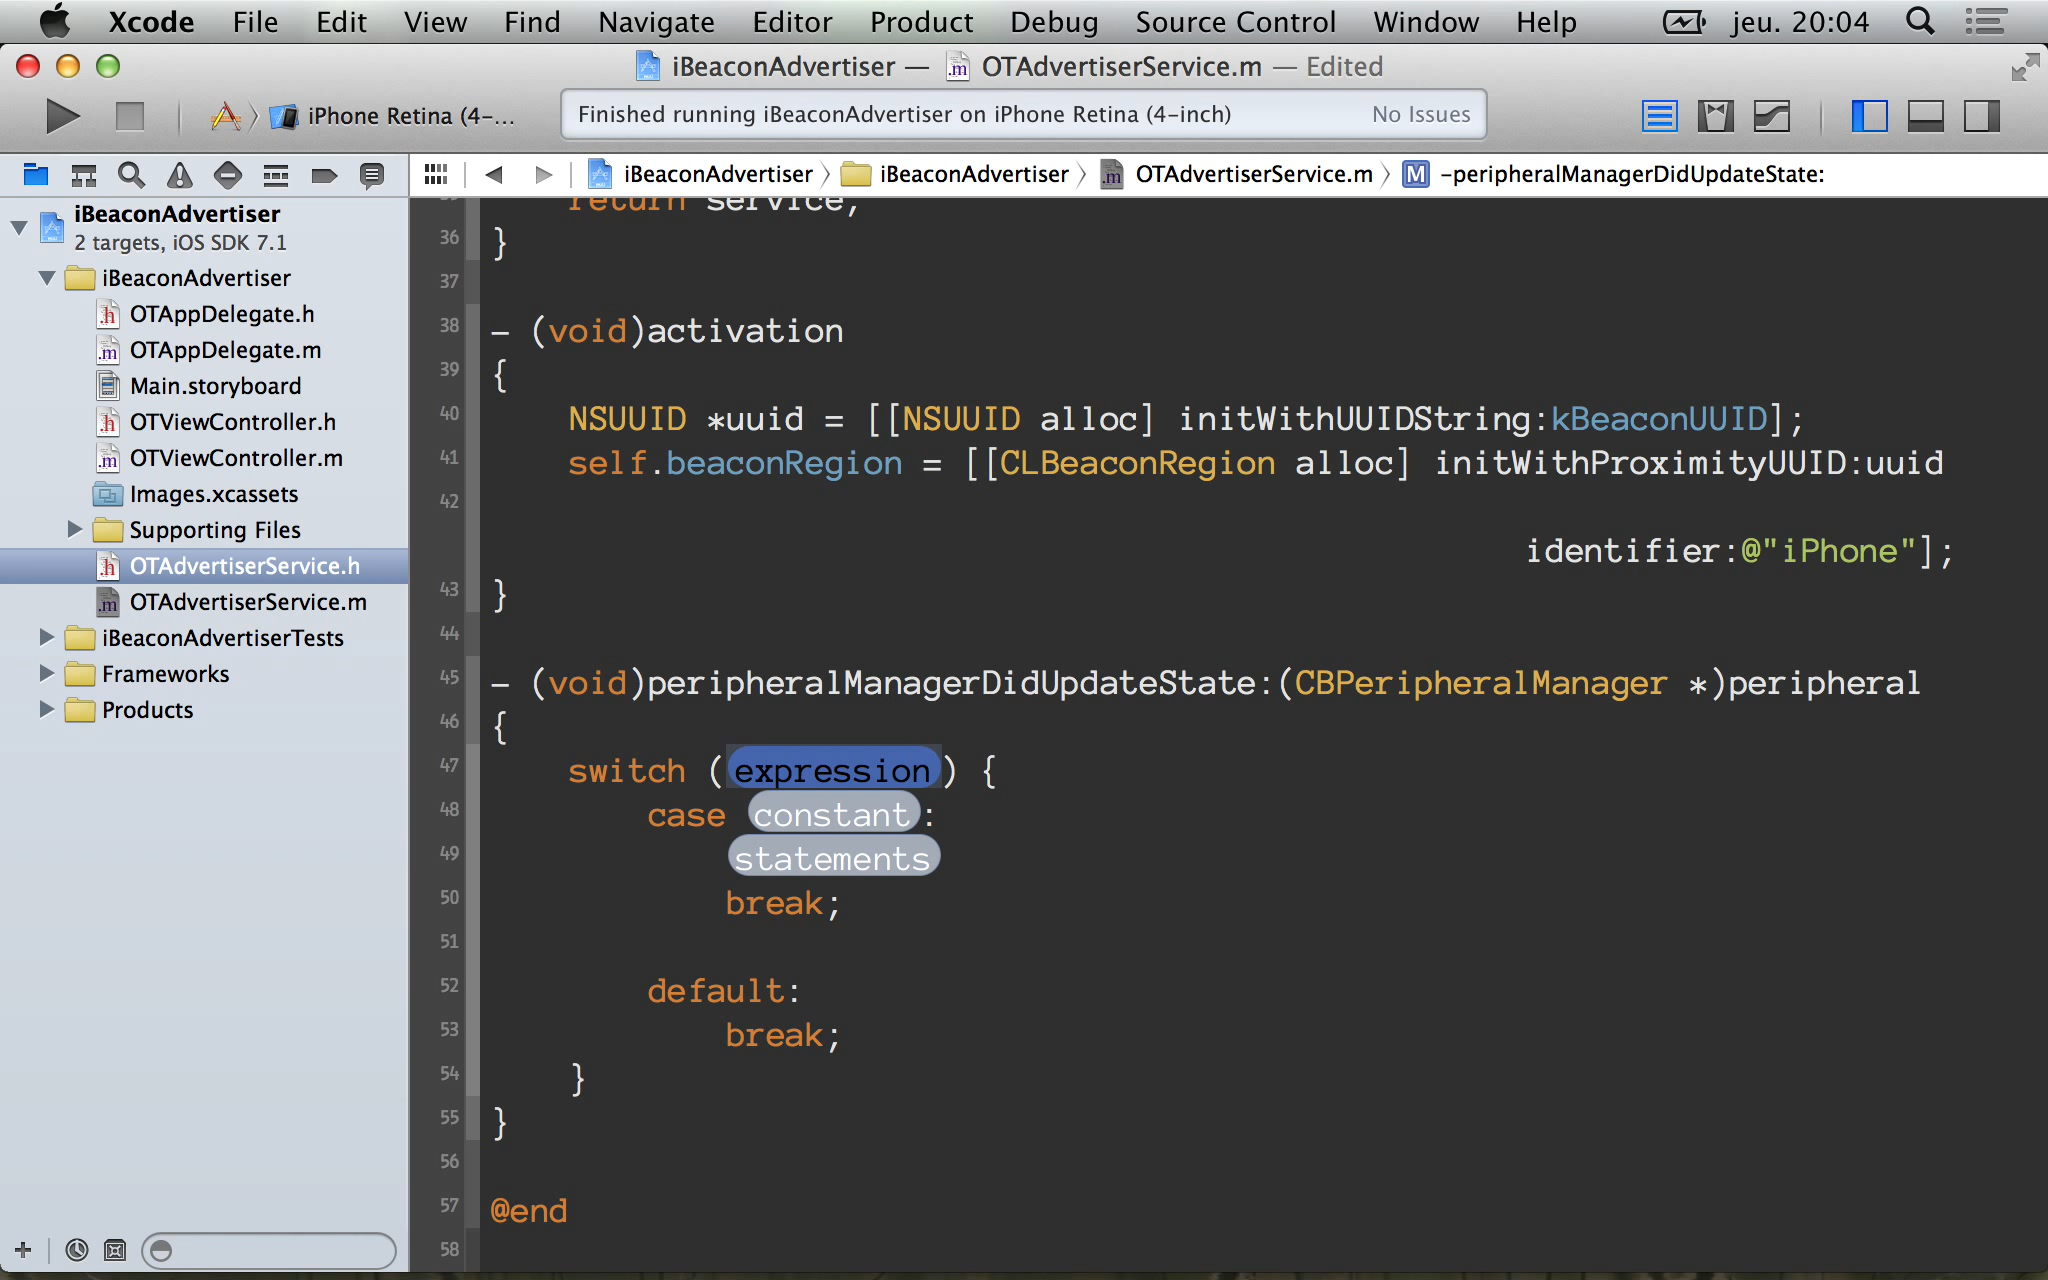 Xcode File Edit View Find Navigate Editor Product Debug Source Control Window Help jeu. 20:04
iBeaconAdvertiser — OTAdvertiserService.m — Edited
iPhone Retina (4-... Finished running iBeaconAdvertiser on iPhone Retina (4-inch) No Issues
iBeaconAdvertiser iBeaconAdvertiser OTAdvertiserService.m M -peripheralManagerDidUpdateState:
iBeaconAdvertiser
2 targets, iOS SDK 7.1
iBeaconAdvertiser
OTAppDelegate.h
OTAppDelegate.m
Main.storyboard
OTViewController.h
OTViewController.m
Images.xcassets
Supporting Files
OTAdvertiserService.h
OTAdvertiserService.m
iBeaconAdvertiserTests
Frameworks
Products
return service;
36 }
37
38 - (void)activation
39 {
40 NSUUID *uuid = [[NSUUID alloc] initWithUUIDString:kBeaconUUID];
41 self.beaconRegion = [[CLBeaconRegion alloc] initWithProximityUUID:uuid
42
identifier:@"iPhone"];
43 }
44
45 - (void)peripheralManagerDidUpdateState:(CBPeripheralManager *)peripheral
46 {
47 switch (expression) {
48 case constant:
49 statements
50 break;
51
52 default:
53 break;
54 }
55 }
56
57 @end
58